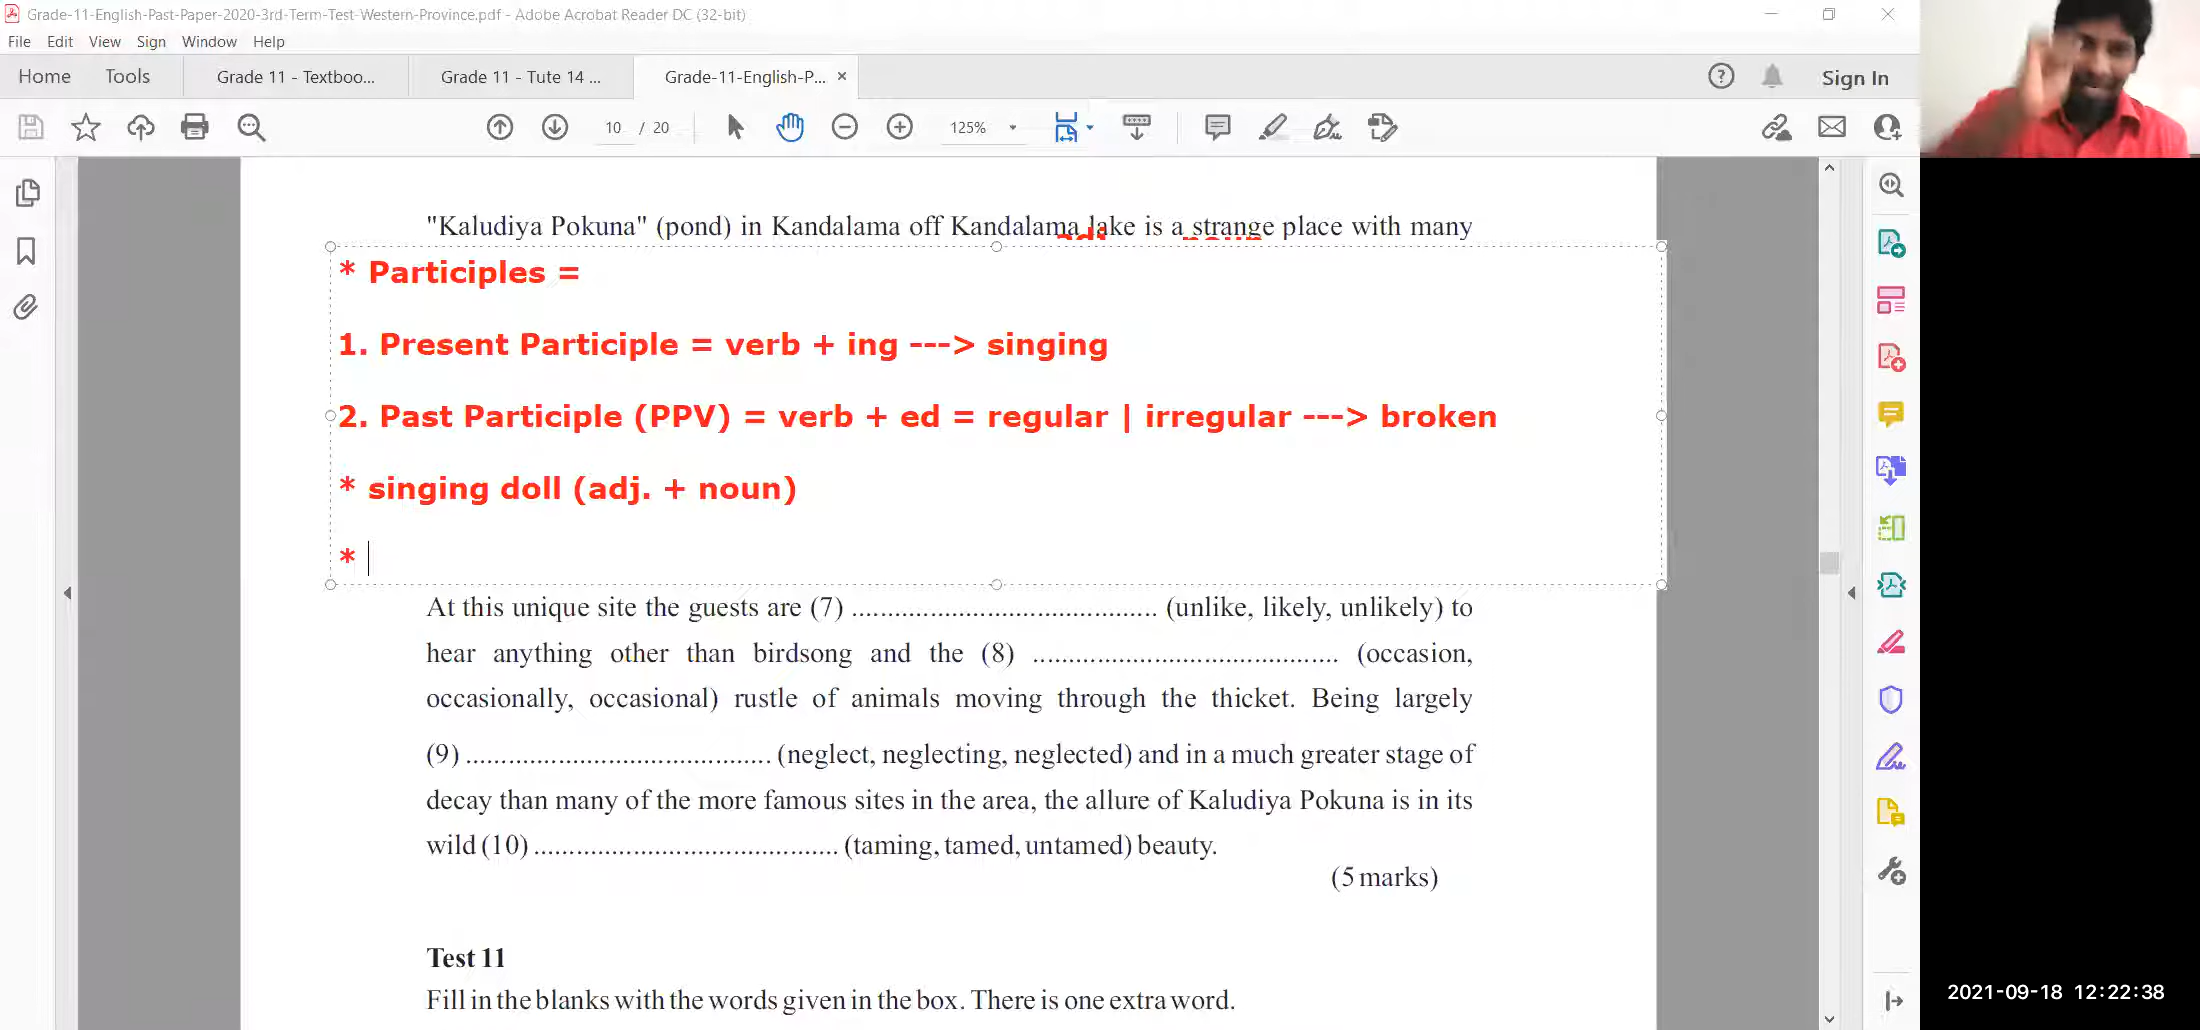 Grade-11-English-Past-Paper-2020-3rd-Term-Test-Western-Province.pdf - Adobe Acrobat Reader DC (32-bit)
File Edit View Sign Window Help
Home Tools Grade 11 - Textboo... Grade 11 - Tute 14 ... Grade-11-English-P... × Sign In
10 / 20 125%
"Kaludiya Pokuna" (pond) in Kandalama off Kandalama lake is a strange place with many
adj noun
* Participles =
1. Present Participle = verb + ing ---> singing
2. Past Participle (PPV) = verb + ed = regular | irregular ---> broken
* singing doll (adj. + noun)
*
At this unique site the guests are (7) ........................................... (unlike, likely, unlikely) to
hear anything other than birdsong and the (8) ........................................... (occasion,
occasionally, occasional) rustle of animals moving through the thicket. Being largely
(9) ........................................... (neglect, neglecting, neglected) and in a much greater stage of
decay than many of the more famous sites in the area, the allure of Kaludiya Pokuna is in its
wild (10) ........................................... (taming, tamed, untamed) beauty.
(5 marks)
Test 11
Fill in the blanks with the words given in the box. There is one extra word.
2021-09-18 12:22:38